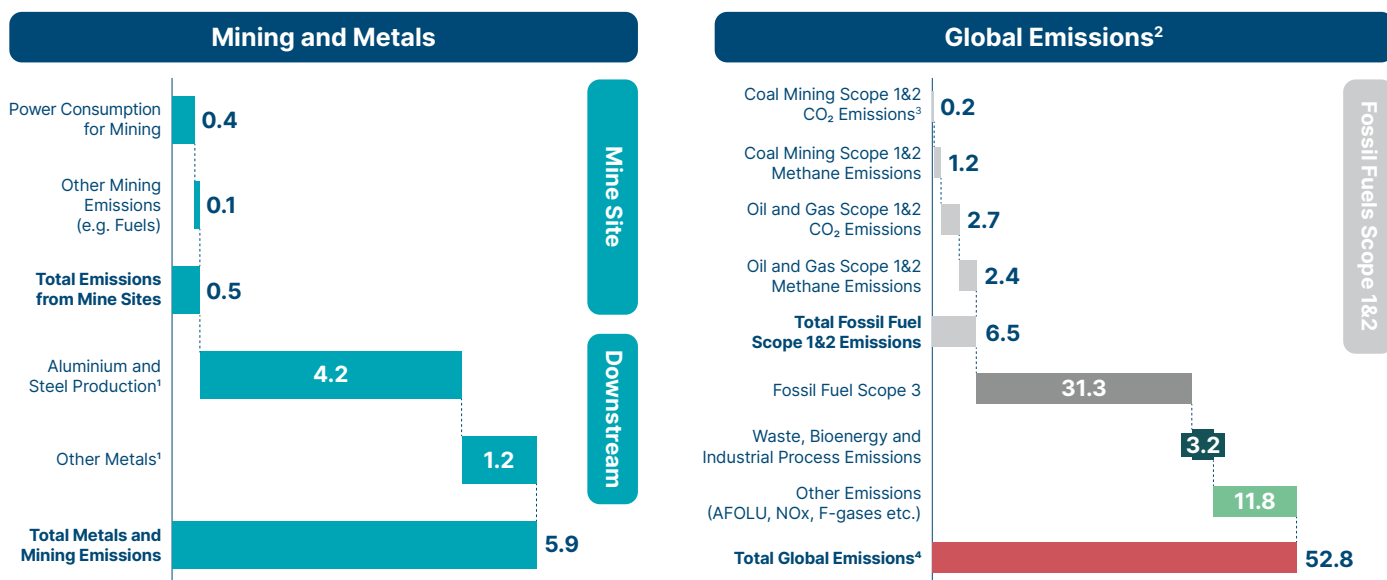 Mining and Metals
Power Consumption
for Mining
0.4
Other Mining
Emissions
(e.g. Fuels)
0.1
Total Emissions
from Mine Sites
0.5
Mine Site
Aluminium and
Steel Production¹
4.2
Other Metals¹
1.2
Downstream
Total Metals and
Mining Emissions
5.9
Global Emissions²
Coal Mining Scope 1&2
CO₂ Emissions³
0.2
Coal Mining Scope 1&2
Methane Emissions
1.2
Oil and Gas Scope 1&2
CO₂ Emissions
2.7
Oil and Gas Scope 1&2
Methane Emissions
2.4
Total Fossil Fuel
Scope 1&2 Emissions
6.5
Fossil Fuels Scope 1&2
Fossil Fuel Scope 3
31.3
Waste, Bioenergy and
Industrial Process Emissions
3.2
Other Emissions
(AFOLU, NOx, F-gases etc.)
11.8
Total Global Emissions⁴
52.8